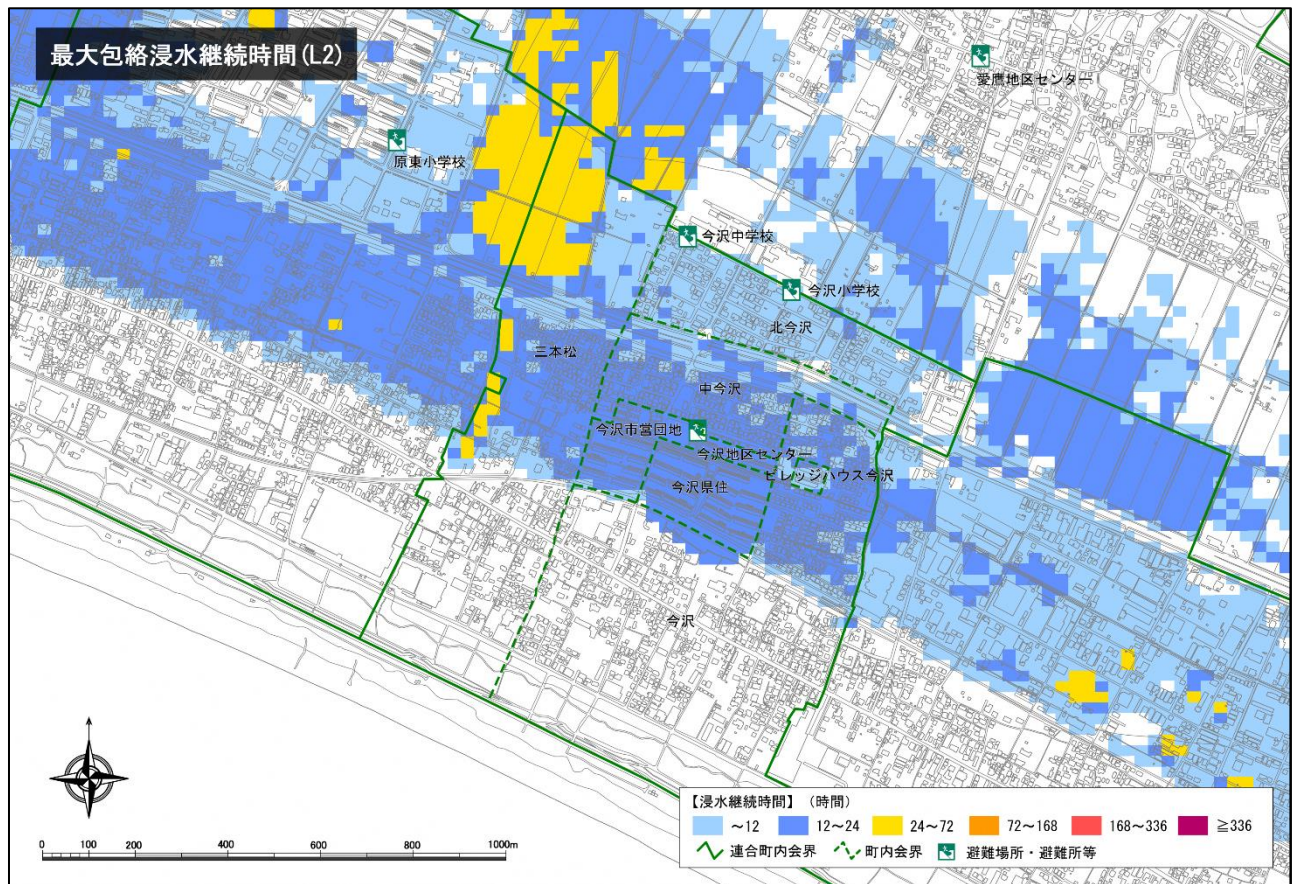 最大包絡浸水継続時間(L2)
愛鷹地区センター
原東小学校
今沢中学校
今沢小学校
北今沢
三本松
中今沢
今沢市営団地
今沢地区センター
ビレッジハウス今沢
今沢県住
今沢
【浸水継続時間】（時間）
～12 12～24 24～72 72～168 168～336 ≧336
連合町内会界 町内会界 避難場所・避難所等
0 100 200 400 600 800 1000m